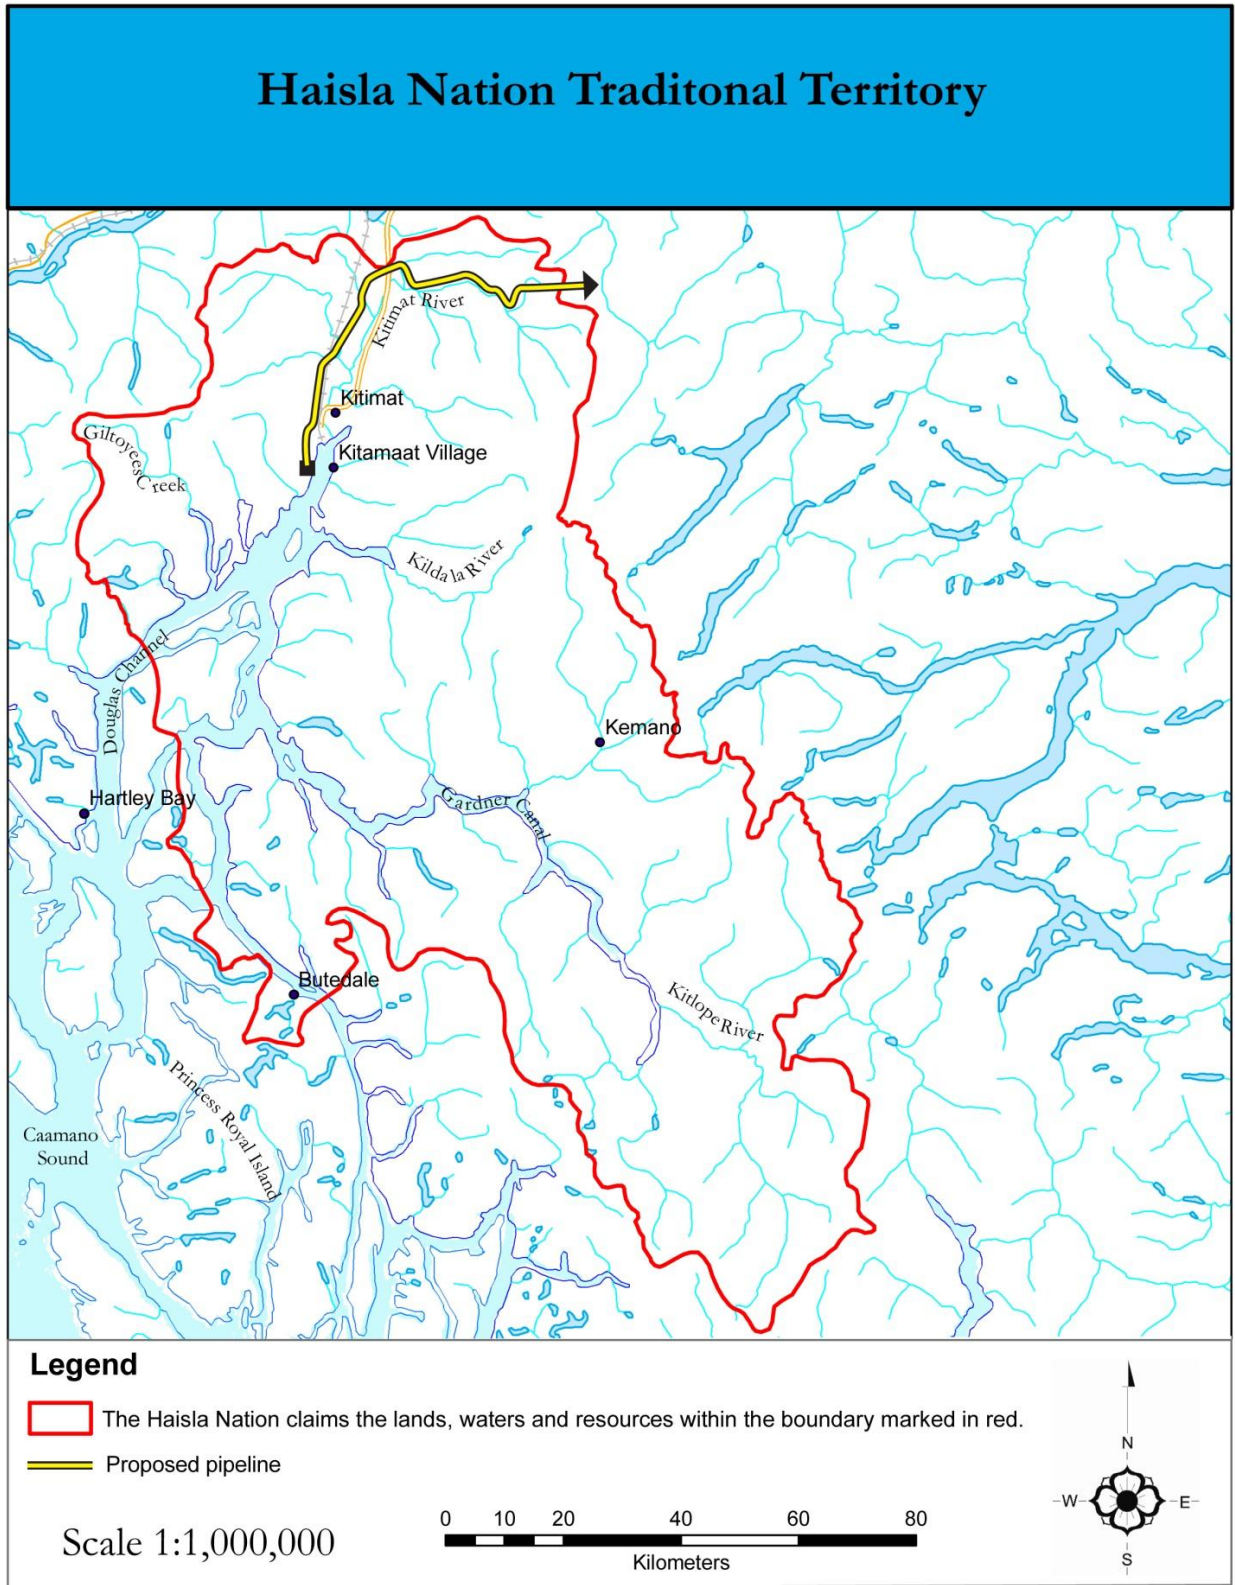 Haisla Nation Traditonal Territory
Kitimat River
Kitimat
Kitamaat Village
Giltoyees Creek
Kildala River
Douglas Channel
Kemano
Hartley Bay
Gardner Canal
Butedale
Kitlope River
Princess Royal Island
Caamano
Sound
Legend
The Haisla Nation claims the lands, waters and resources within the boundary marked in red.
Proposed pipeline
Scale 1:1,000,000
0 10 20 40 60 80
Kilometers
N
W E
S